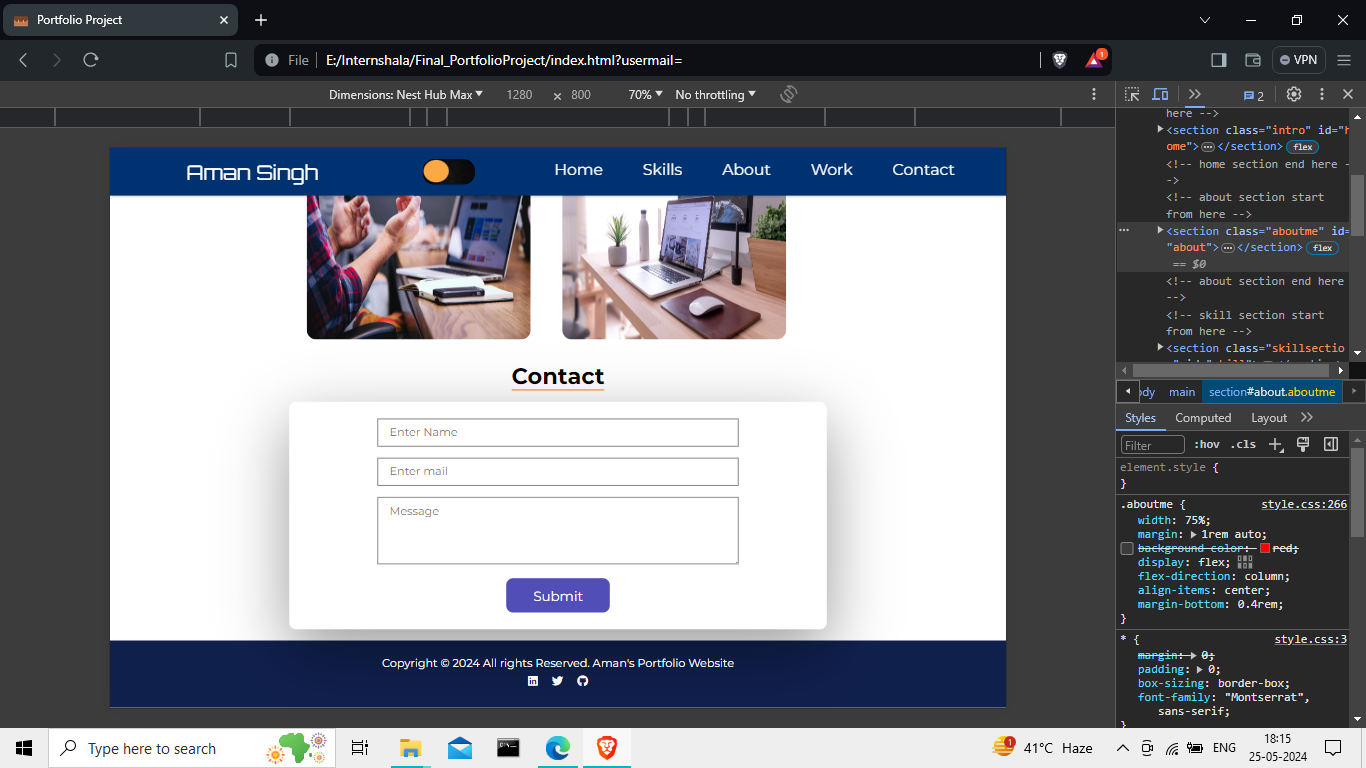 Portfolio Project
File
E:/Internshala/Final_PortfolioProject/index.html?usermail=
1
VPN
Dimensions: Nest Hub Max
1280 × 800
70%
No throttling
2
Aman Singh
Home
Skills
About
Work
Contact
Contact
Enter Name
Enter mail
Message
Submit
Copyright © 2024 All rights Reserved. Aman's Portfolio Website
here -->
<section class="intro" id="h
ome"> ⋯ </section> flex
<!-- home section end here -
->
<!-- about section start
from here -->
<section class="aboutme" id=
"about"> ⋯ </section> flex
== $0
<!-- about section end here
-->
<!-- skill section start
from here -->
<section class="skillsectio
ody main section#about.aboutme
Styles Computed Layout
Filter :hov .cls
element.style {
}
.aboutme { style.css:266
width: 75%;
margin: 1rem auto;
background-color: red;
display: flex;
flex-direction: column;
align-items: center;
margin-bottom: 0.4rem;
}
* { style.css:3
margin: 0;
padding: 0;
box-sizing: border-box;
font-family: "Montserrat",
sans-serif;
}
Type here to search
1
41°C Haze
ENG
18:15
25-05-2024